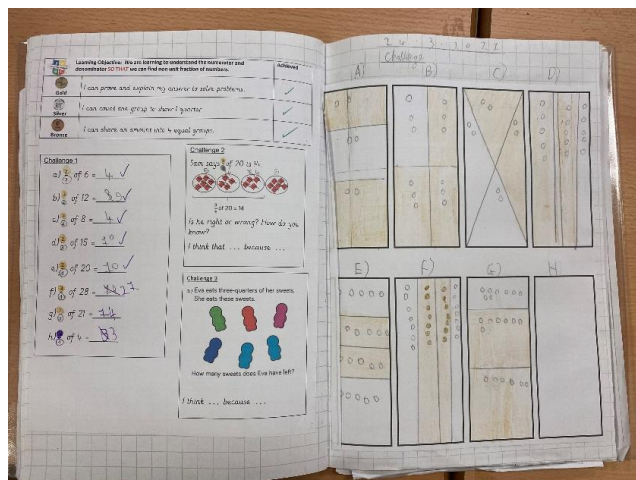 Learning Objective: We are learning to understand the numerator and
denominator SO THAT we can find non unit fraction of numbers.
Achieved
Gold
I can prove and explain my answer to solve problems.
Silver
I can count one group to show 1 quarter
Bronze
I can share an amount into 4 equal groups.
Challenge 1
a) of 6 = 4
b) of 12 =
c) of 8 = 4
d) of 15 = 10
e) of 20 = 10
f) of 28 = 27
g) of 21 = 14
h) of 4 = 3
Challenge 2
Sam says of 20 is
of 20 = 16
Is he right or wrong? How do you
know?
I think that ... because ...
Challenge 3
Eva eats three-quarters of her sweets.
She eats these sweets.
How many sweets does Eva have left?
I think ... because ...
Challenge
A) B) C) D)
E) F) G) H